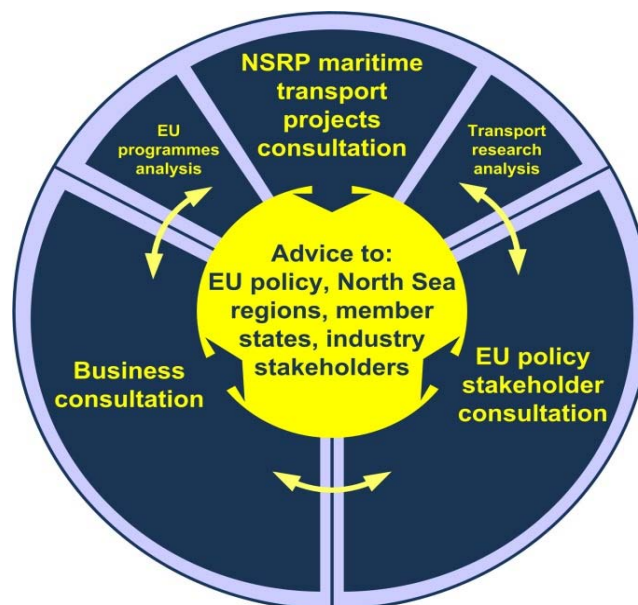 NSRP maritime
transport
projects
consultation
EU
programmes
analysis
Transport
research
analysis
Advice to:
EU policy, North Sea
regions, member
states, industry
stakeholders
Business
consultation
EU policy
stakeholder
consultation